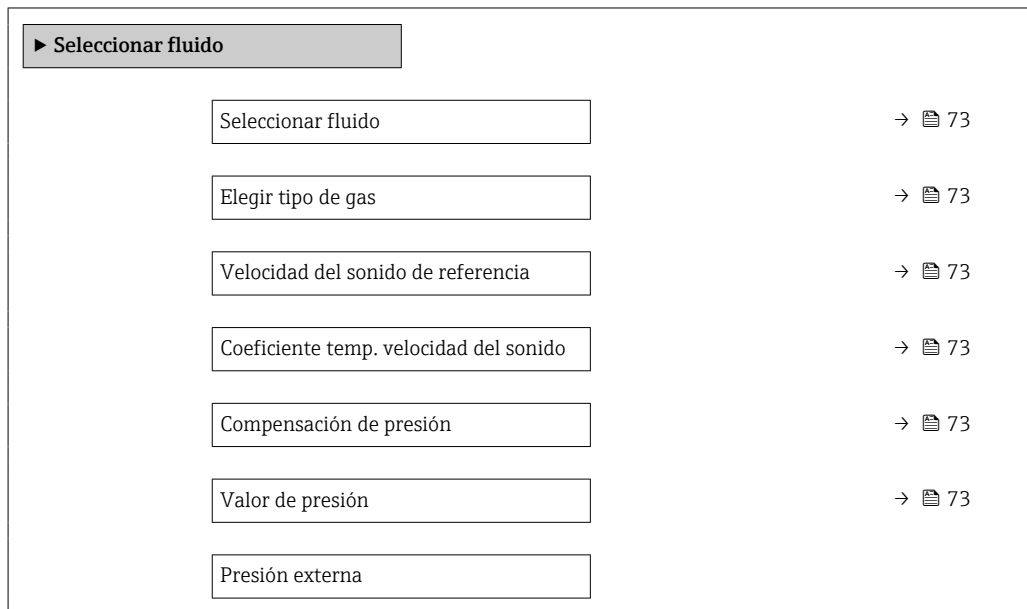 ▶ Seleccionar fluido
Seleccionar fluido → 73
Elegir tipo de gas → 73
Velocidad del sonido de referencia → 73
Coeficiente temp. velocidad del sonido → 73
Compensación de presión → 73
Valor de presión → 73
Presión externa